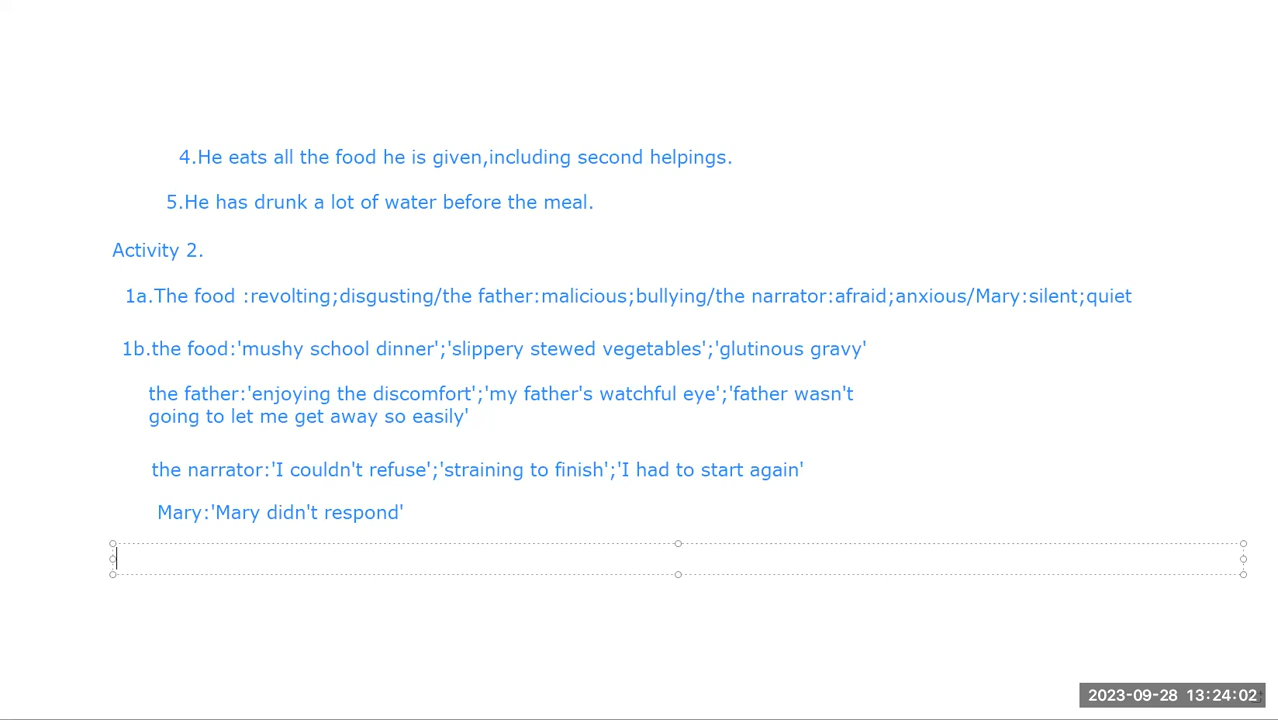 4.He eats all the food he is given,including second helpings.
5.He has drunk a lot of water before the meal.
Activity 2.
1a.The food :revolting;disgusting/the father:malicious;bullying/the narrator:afraid;anxious/Mary:silent;quiet
1b.the food:'mushy school dinner';'slippery stewed vegetables';'glutinous gravy'
the father:'enjoying the discomfort';'my father's watchful eye';'father wasn't
going to let me get away so easily'
the narrator:'I couldn't refuse';'straining to finish';'I had to start again'
Mary:'Mary didn't respond'
2023-09-28 13:24:02